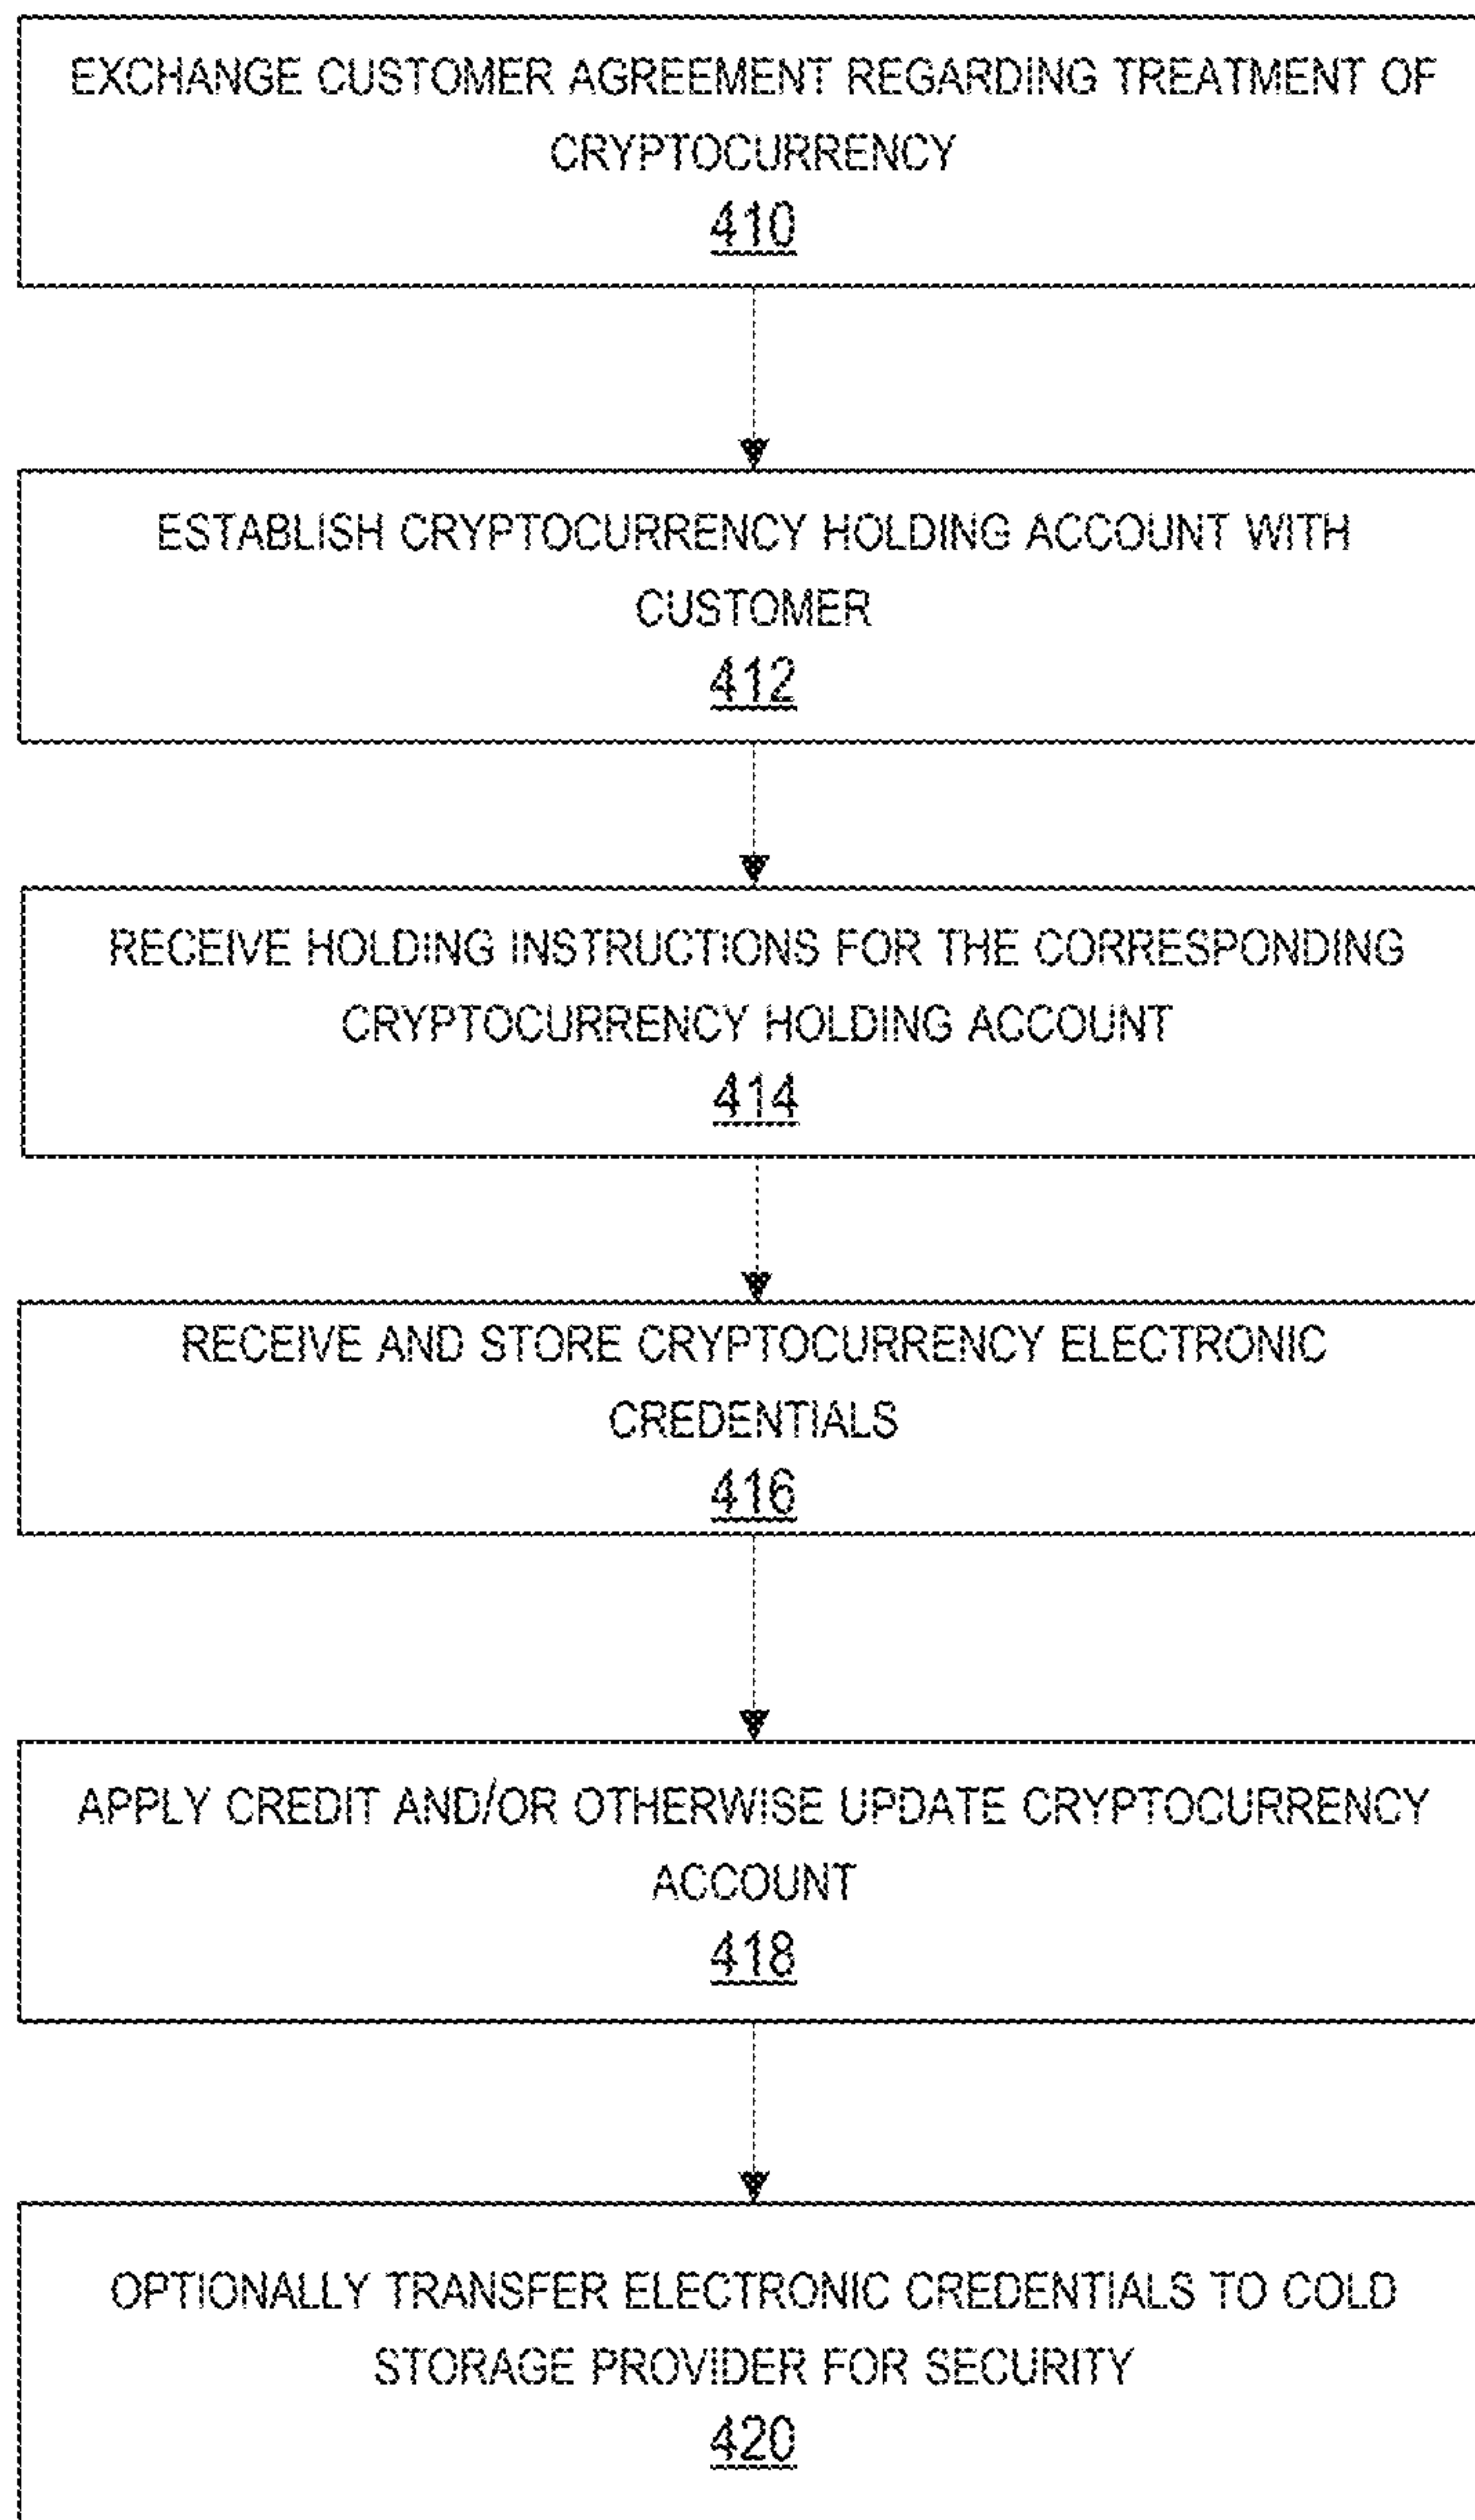 EXCHANGE CUSTOMER AGREEMENT REGARDING TREATMENT OF
CRYPTOCURRENCY
410
ESTABLISH CRYPTOCURRENCY HOLDING ACCOUNT WITH
CUSTOMER
412
RECEIVE HOLDING INSTRUCTIONS FOR THE CORRESPONDING
CRYPTOCURRENCY HOLDING ACCOUNT
414
RECEIVE AND STORE CRYPTOCURRENCY ELECTRONIC
CREDENTIALS
416
APPLY CREDIT AND/OR OTHERWISE UPDATE CRYPTOCURRENCY
ACCOUNT
418
OPTIONALLY TRANSFER ELECTRONIC CREDENTIALS TO COLD
STORAGE PROVIDER FOR SECURITY
420